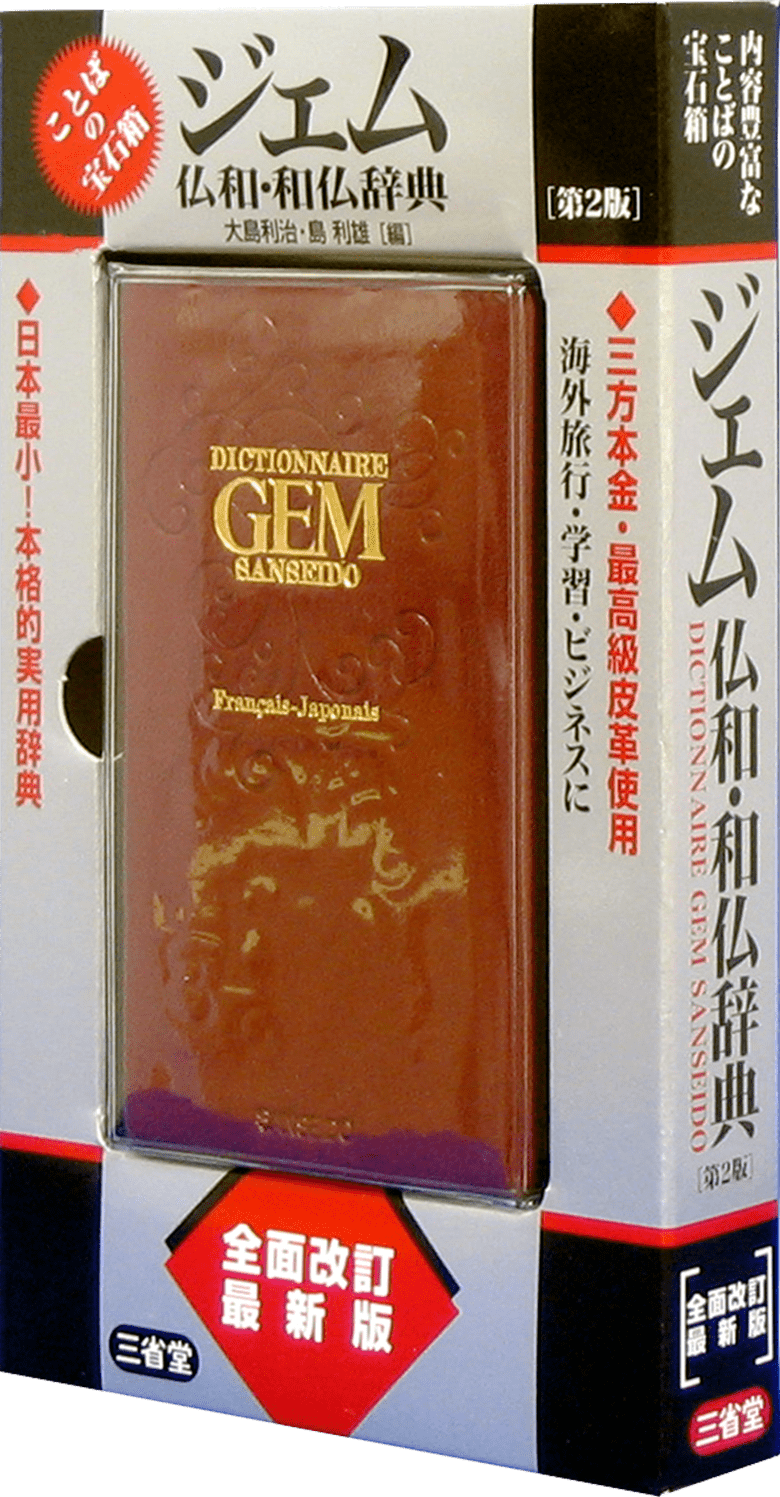 ことば
の
宝石箱
ジェム
仏和・和仏辞典
大島利治・島 利雄［編］
［第2版］
◆日本最小！本格的実用辞典
DICTIONNAIRE
GEM
SANSEIDO
Français-Japonais
SANSEIDO
◆三方本金・最高級皮革使用
海外旅行・学習・ビジネスに
全面改訂
最新版
三省堂
内容豊富な
ことばの
宝石箱
ジェム 仏和・和仏辞典［第2版］
DICTIONNAIRE GEM SANSEIDO
全面改訂
最新版
三省堂